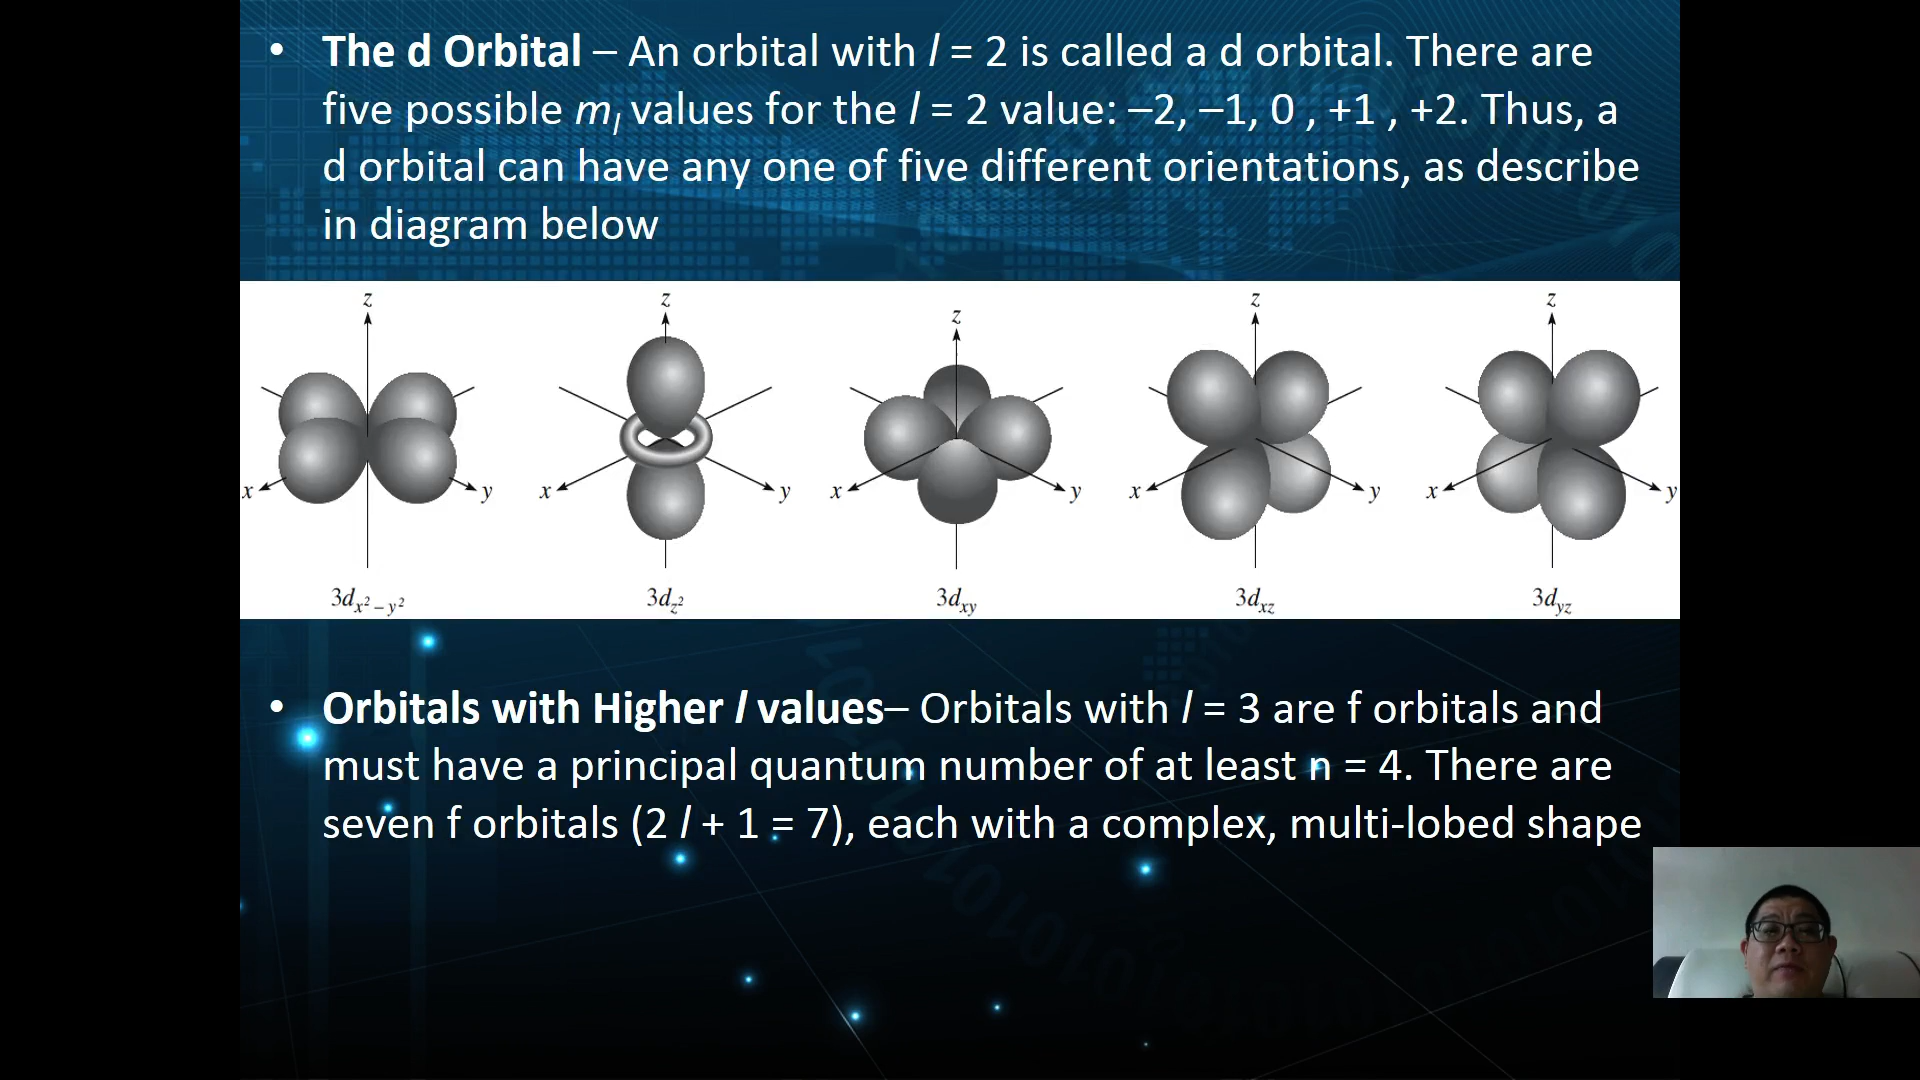 • The d Orbital – An orbital with l = 2 is called a d orbital. There are
five possible mₗ values for the l = 2 value: –2, –1, 0 , +1 , +2. Thus, a
d orbital can have any one of five different orientations, as describe
in diagram below
z z z z z
x y x y x y x y x y
3dx² – y² 3dz² 3dxy 3dxz 3dyz
• Orbitals with Higher l values– Orbitals with l = 3 are f orbitals and
must have a principal quantum number of at least n = 4. There are
seven f orbitals (2 l + 1 = 7), each with a complex, multi-lobed shape